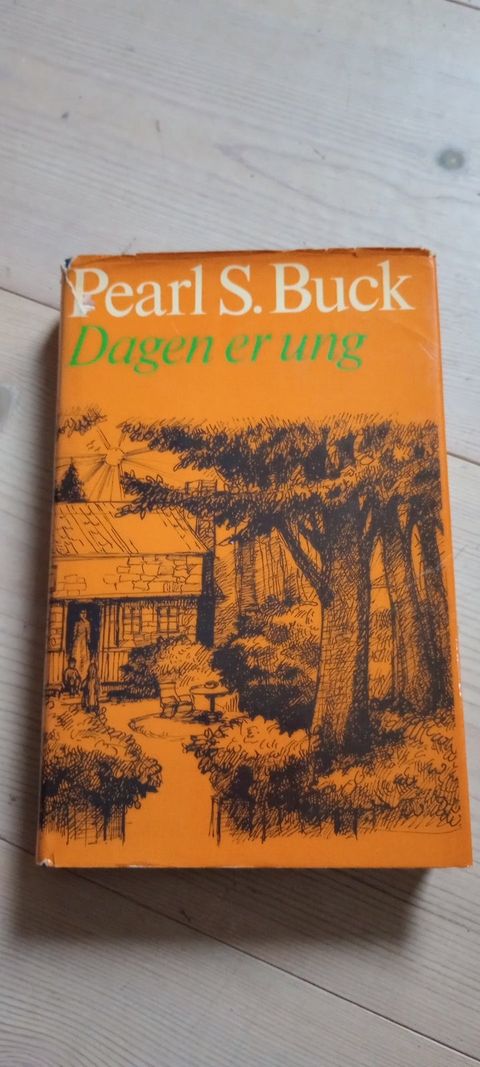 Pearl S. Buck
Dagen er ung